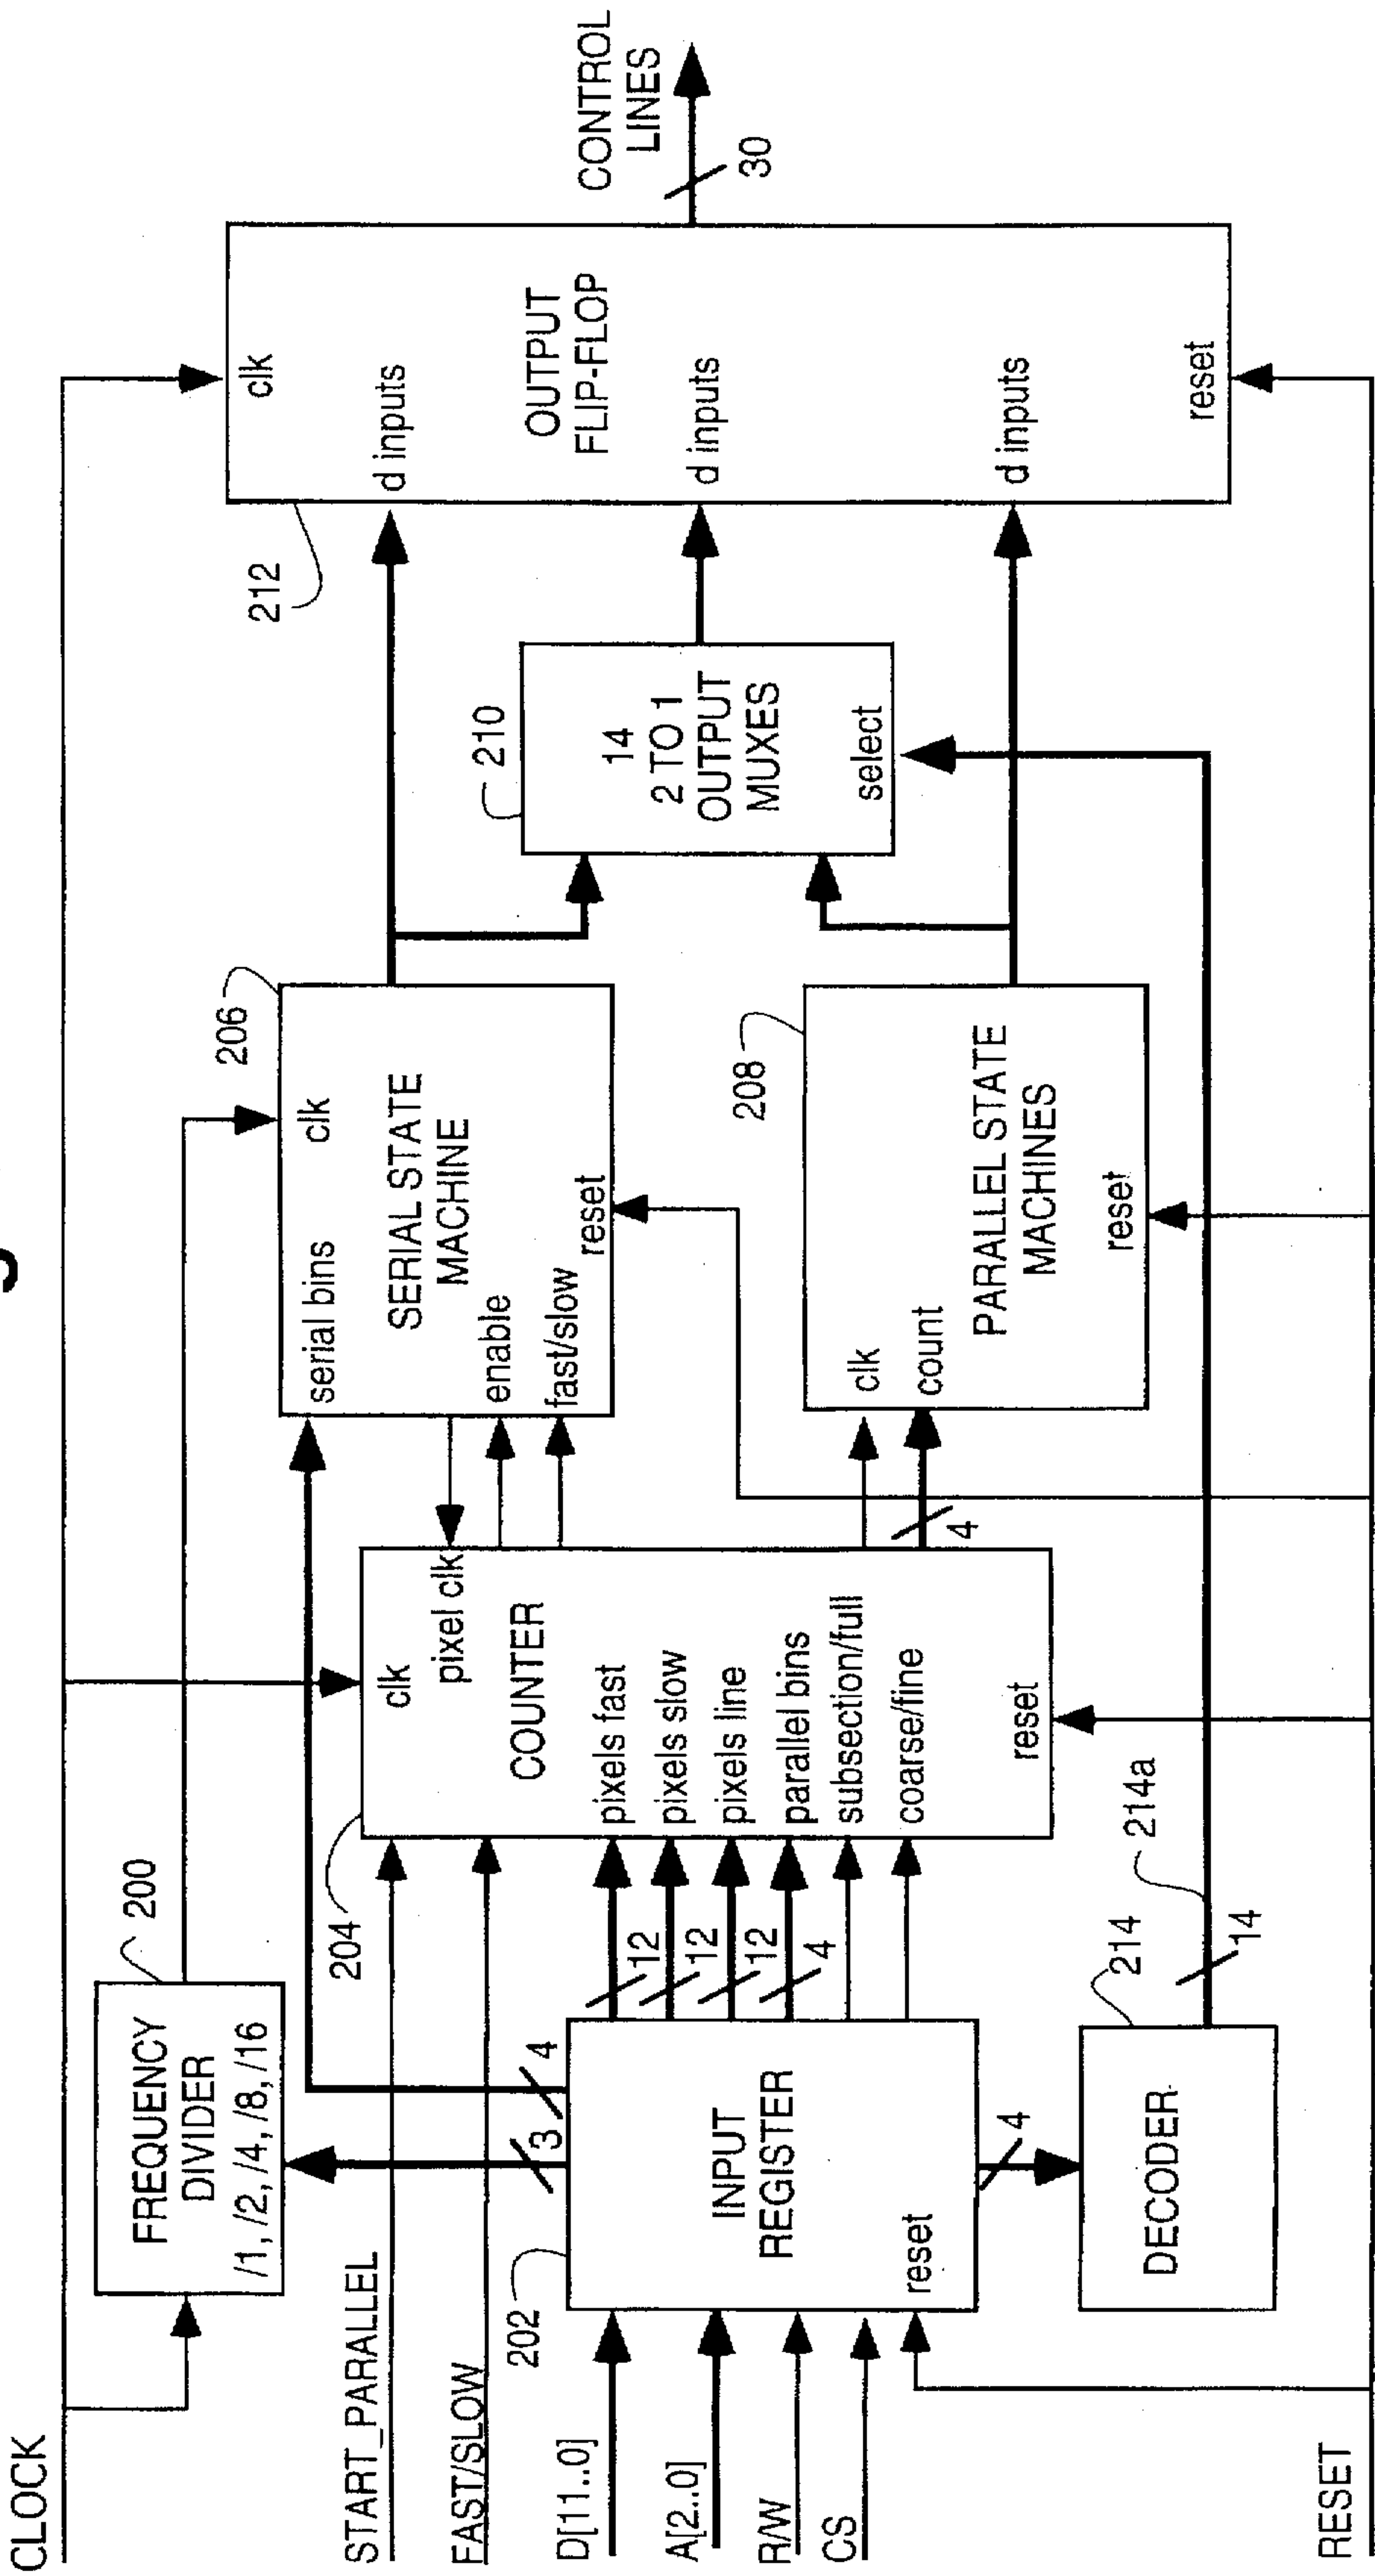 CLOCK
FREQUENCY
DIVIDER
/1, /2, /4, /8, /16
200
START_PARALLEL
FAST/SLOW
D[11..0]
A[2..0]
R/W
CS
RESET
202
INPUT
REGISTER
reset
3
4
12
12
12
4
4
DECODER
214
214a
14
204
clk
pixel clk
COUNTER
pixels fast
pixels slow
pixels line
parallel bins
subsection/full
coarse/fine
reset
4
206
serial bins
clk
SERIAL STATE
MACHINE
enable
fast/slow
reset
208
clk
count
PARALLEL STATE
MACHINES
reset
210
14
2 TO 1
OUTPUT
MUXES
select
212
clk
d inputs
OUTPUT
FLIP-FLOP
d inputs
d inputs
reset
CONTROL
LINES
30